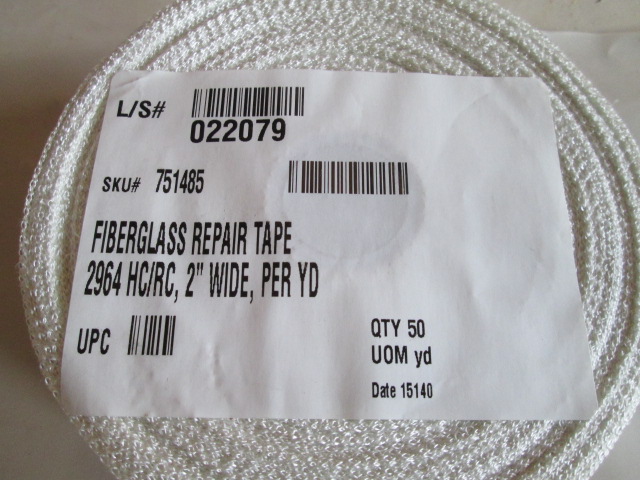 L/S#
022079
SKU# 751485
FIBERGLASS REPAIR TAPE
2964 HC/RC, 2" WIDE, PER YD
UPC
QTY 50
UOM yd
Date 15140